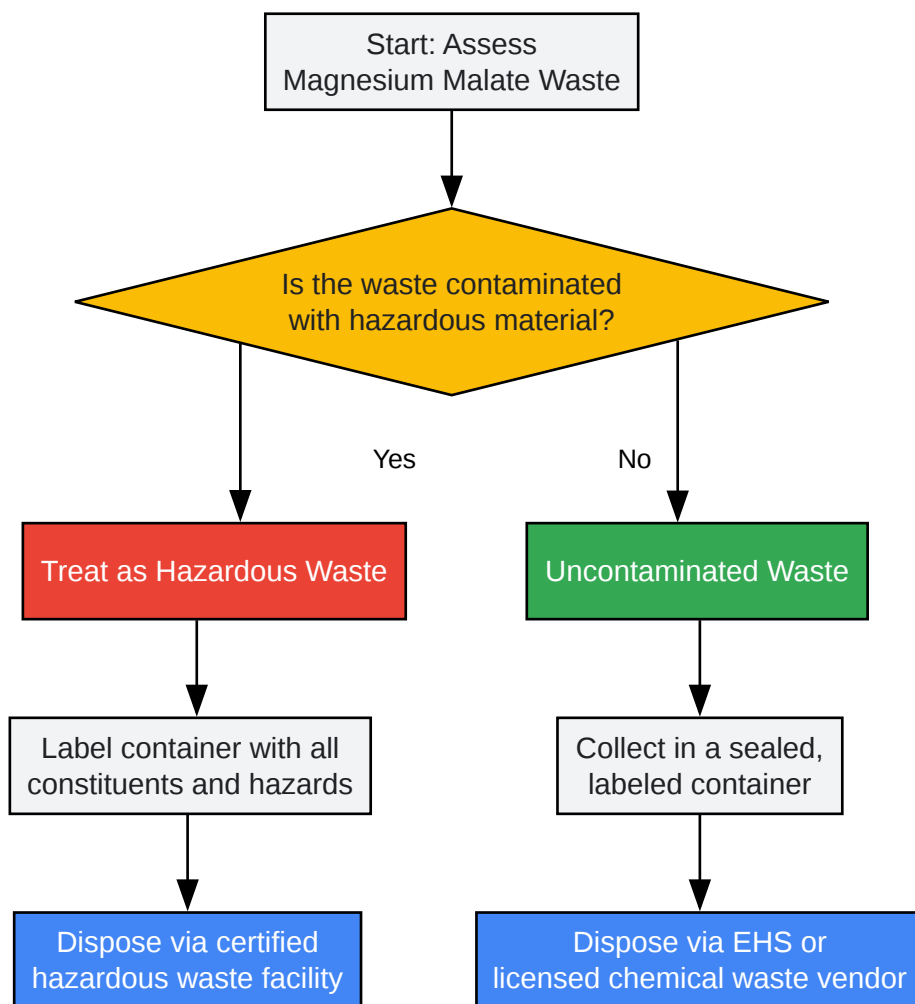 Start: Assess
Magnesium Malate Waste
Is the waste contaminated
with hazardous material?
Yes
No
Treat as Hazardous Waste
Uncontaminated Waste
Label container with all
constituents and hazards
Collect in a sealed,
labeled container
Dispose via certified
hazardous waste facility
Dispose via EHS or
licensed chemical waste vendor